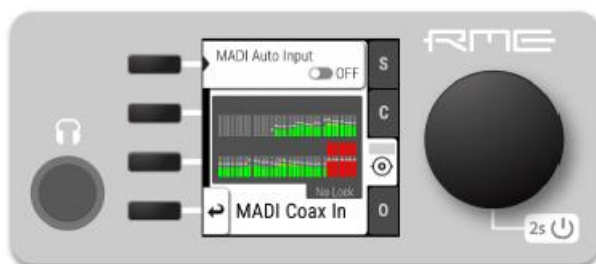 RME
MADI Auto Input
OFF
S
C
No Lock
MADI Coax In
O
2s